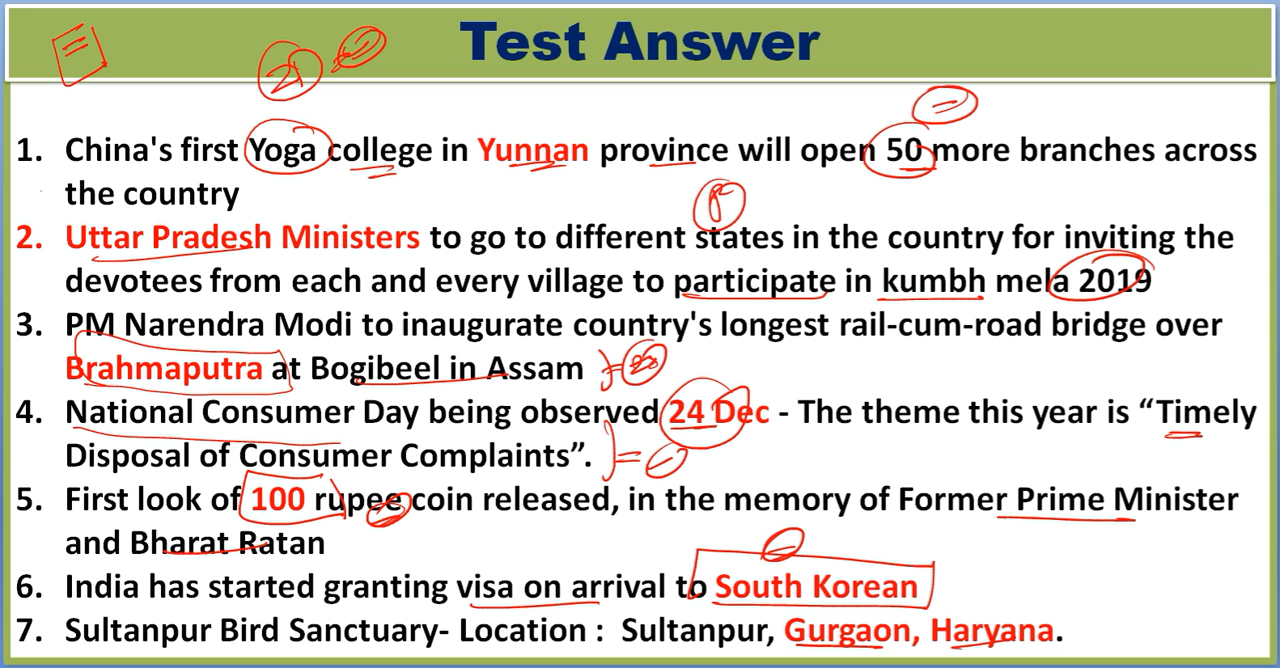 Test Answer
1. China's first Yoga college in Yunnan province will open 50 more branches across
the country
2. Uttar Pradesh Ministers to go to different states in the country for inviting the
devotees from each and every village to participate in kumbh mela 2019
3. PM Narendra Modi to inaugurate country's longest rail-cum-road bridge over
Brahmaputra at Bogibeel in Assam
4. National Consumer Day being observed 24 Dec - The theme this year is “Timely
Disposal of Consumer Complaints”.
5. First look of 100 rupee coin released, in the memory of Former Prime Minister
and Bharat Ratan
6. India has started granting visa on arrival to South Korean
7. Sultanpur Bird Sanctuary- Location : Sultanpur, Gurgaon, Haryana.